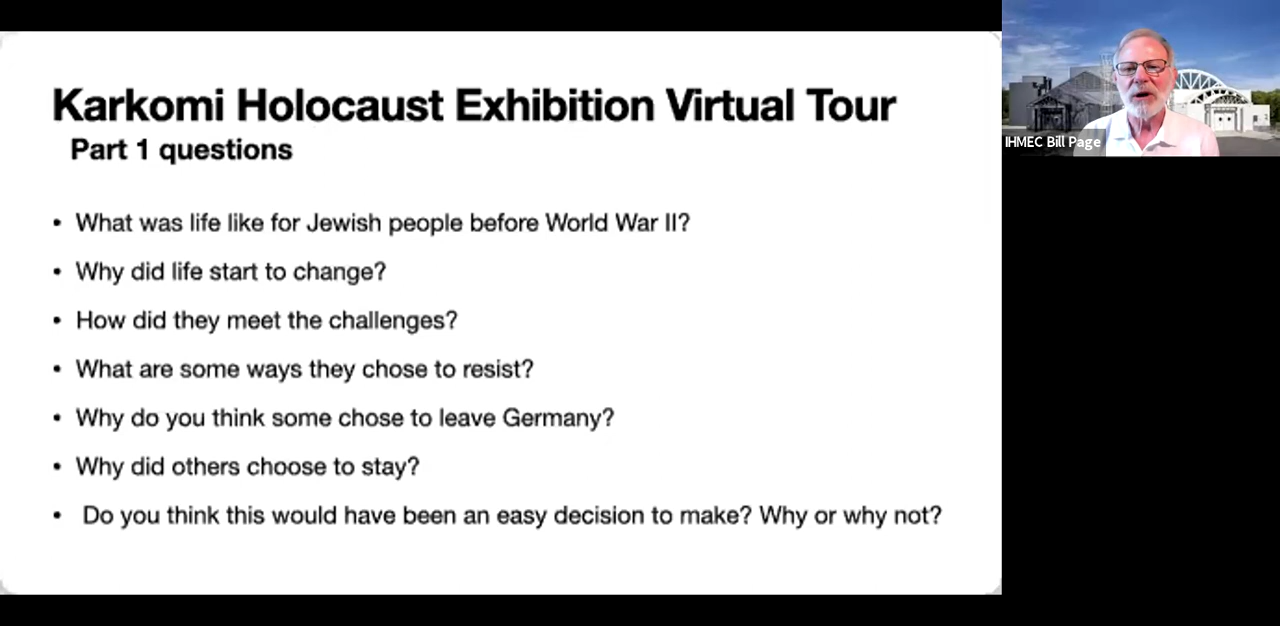 Karkomi Holocaust Exhibition Virtual Tour
Part 1 questions
• What was life like for Jewish people before World War II?
• Why did life start to change?
• How did they meet the challenges?
• What are some ways they chose to resist?
• Why do you think some chose to leave Germany?
• Why did others choose to stay?
• Do you think this would have been an easy decision to make? Why or why not?
IHMEC Bill Page